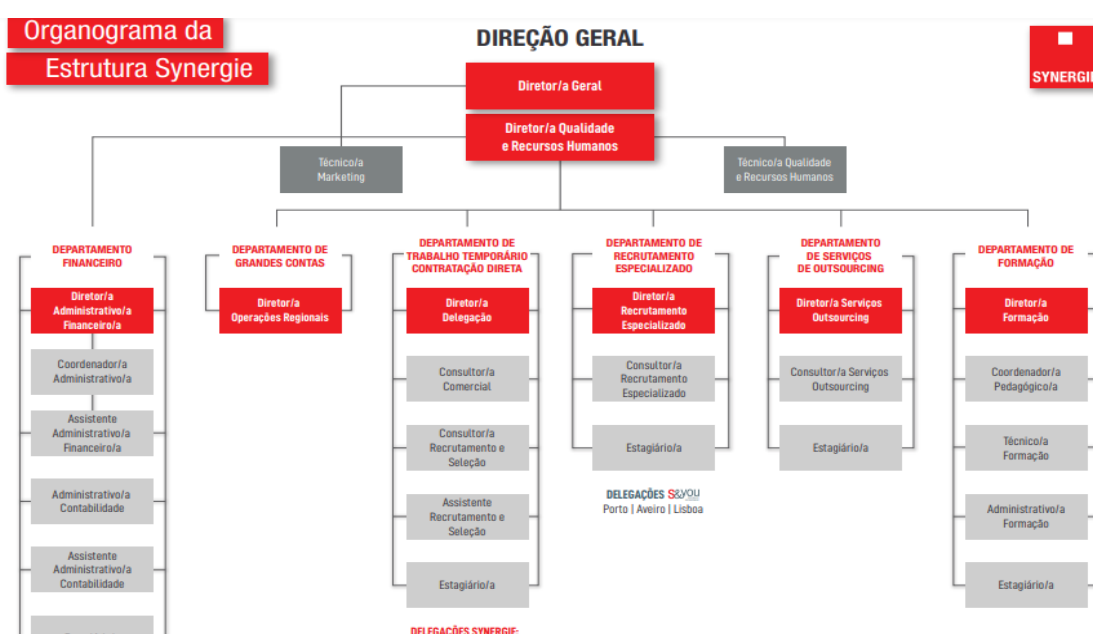 Organograma da
Estrutura Synergie
DIREÇÃO GERAL
SYNERGIE
Diretor/a Geral
Diretor/a Qualidade
e Recursos Humanos
Técnico/a
Marketing
Técnico/a Qualidade
e Recursos Humanos
DEPARTAMENTO
FINANCEIRO
Diretor/a
Administrativo/a
Financeiro/a
Coordenador/a
Administrativo/a
Assistente
Administrativo/a
Financeiro/a
Administrativo/a
Contabilidade
Assistente
Administrativo/a
Contabilidade
DEPARTAMENTO DE
GRANDES CONTAS
Diretor/a
Operações Regionais
DEPARTAMENTO DE
TRABALHO TEMPORÁRIO
CONTRATAÇÃO DIRETA
Diretor/a
Delegação
Consultor/a
Comercial
Consultor/a
Recrutamento e
Seleção
Assistente
Recrutamento e
Seleção
Estagiário/a
DELEGAÇÕES SYNERGIE:
DEPARTAMENTO DE
RECRUTAMENTO
ESPECIALIZADO
Diretor/a
Recrutamento
Especializado
Consultor/a
Recrutamento
Especializado
Estagiário/a
DELEGAÇÕES S&YOU
Porto | Aveiro | Lisboa
DEPARTAMENTO
DE SERVIÇOS
DE OUTSOURCING
Diretor/a Serviços
Outsourcing
Consultor/a Serviços
Outsourcing
Estagiário/a
DEPARTAMENTO DE
FORMAÇÃO
Diretor/a
Formação
Coordenador/a
Pedagógico/a
Técnico/a
Formação
Administrativo/a
Formação
Estagiário/a